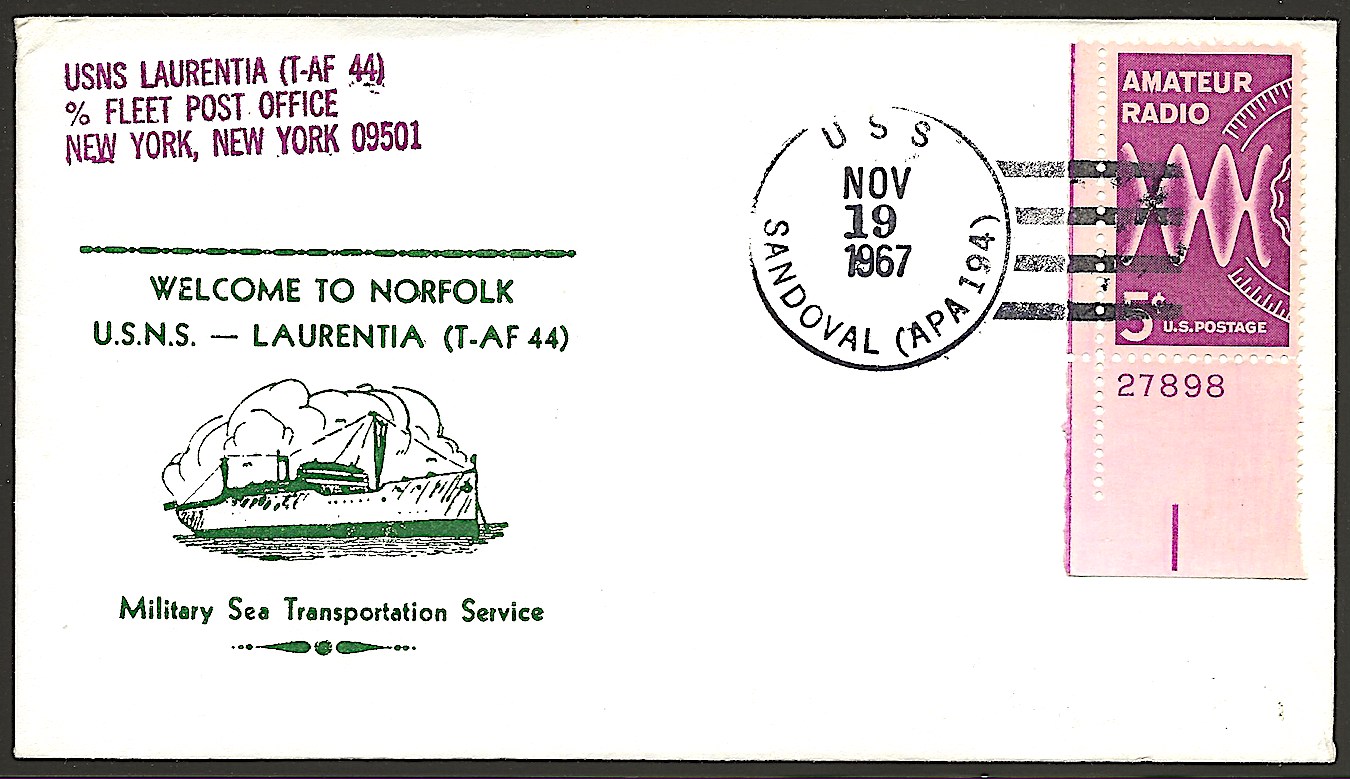 USNS LAURENTIA (T-AF 44)
% FLEET POST OFFICE
NEW YORK, NEW YORK 09501
WELCOME TO NORFOLK
U.S.N.S. — LAURENTIA (T-AF 44)
Military Sea Transportation Service
USS
SANDOVAL (APA 194)
NOV
19
1967
AMATEUR
RADIO
5¢ U.S.POSTAGE
27898